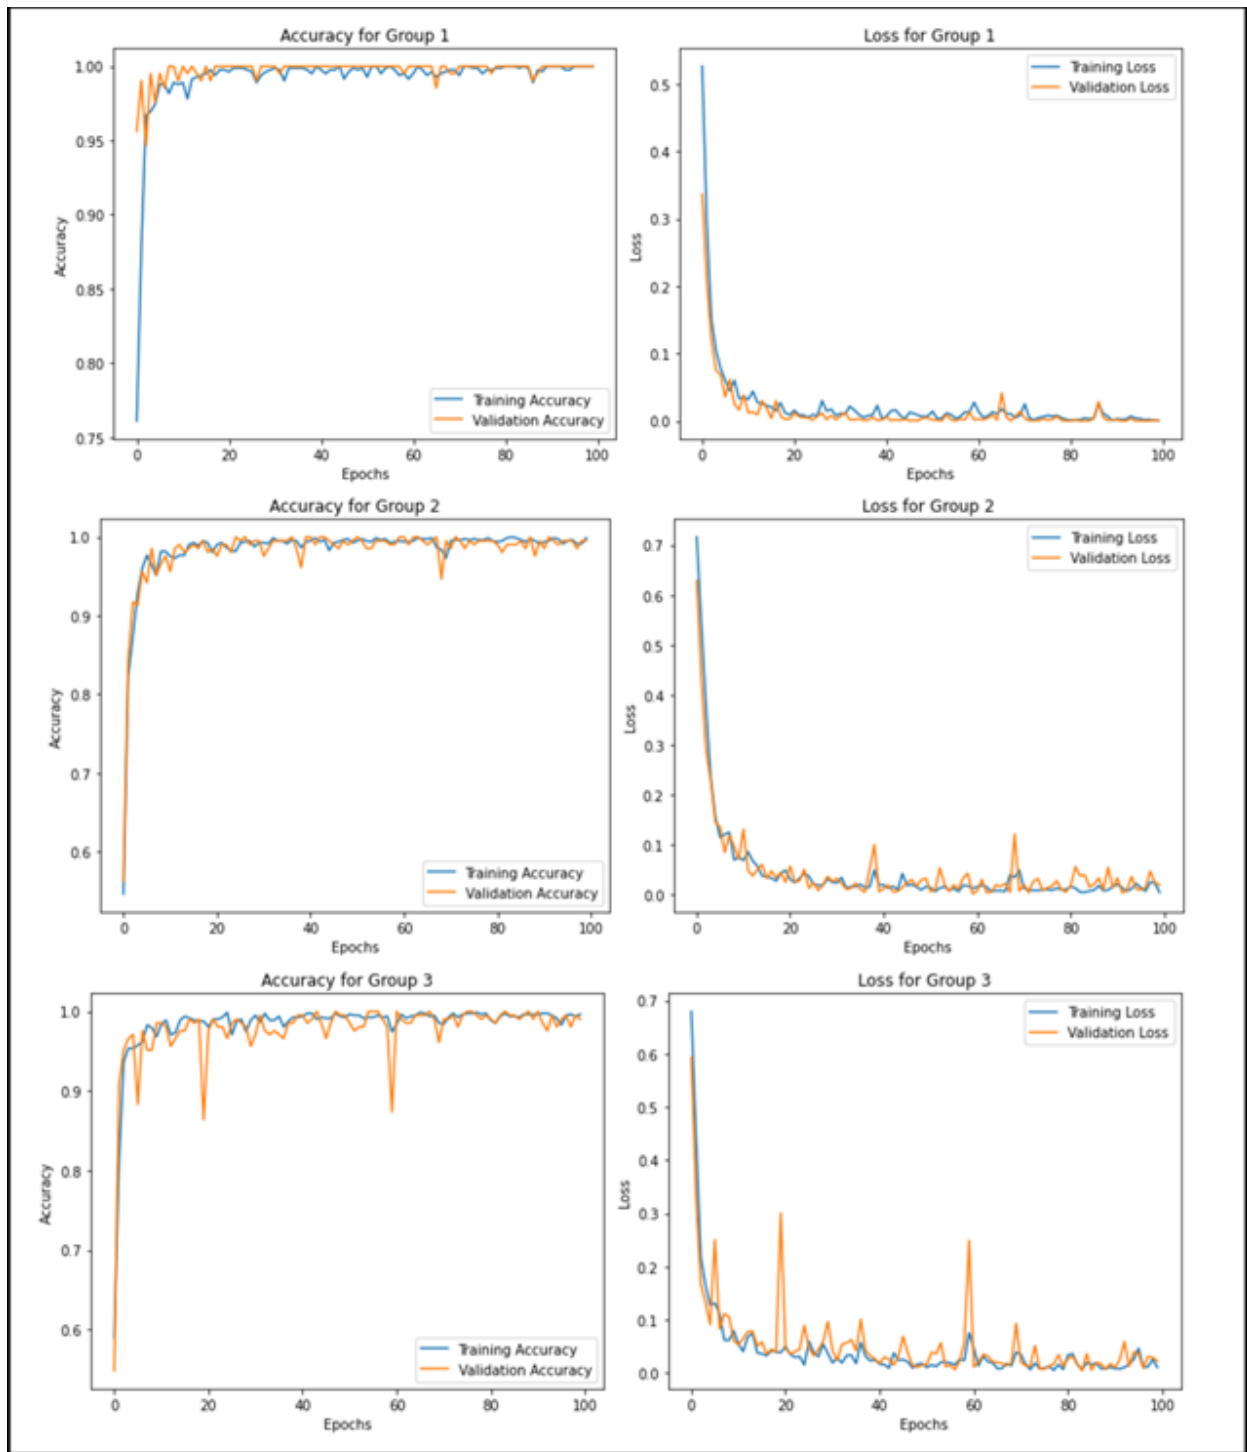 Accuracy for Group 1
1.00
0.95
0.90
0.85
0.80
0.75
Accuracy
Training Accuracy
Validation Accuracy
0 20 40 60 80 100
Epochs
Loss for Group 1
0.5
0.4
0.3
0.2
0.1
0.0
Loss
Training Loss
Validation Loss
0 20 40 60 80 100
Epochs
Accuracy for Group 2
1.0
0.9
0.8
0.7
0.6
Accuracy
Training Accuracy
Validation Accuracy
0 20 40 60 80 100
Epochs
Loss for Group 2
0.7
0.6
0.5
0.4
0.3
0.2
0.1
0.0
Loss
Training Loss
Validation Loss
0 20 40 60 80 100
Epochs
Accuracy for Group 3
1.0
0.9
0.8
0.7
0.6
Accuracy
Training Accuracy
Validation Accuracy
0 20 40 60 80 100
Epochs
Loss for Group 3
0.7
0.6
0.5
0.4
0.3
0.2
0.1
0.0
Loss
Training Loss
Validation Loss
0 20 40 60 80 100
Epochs